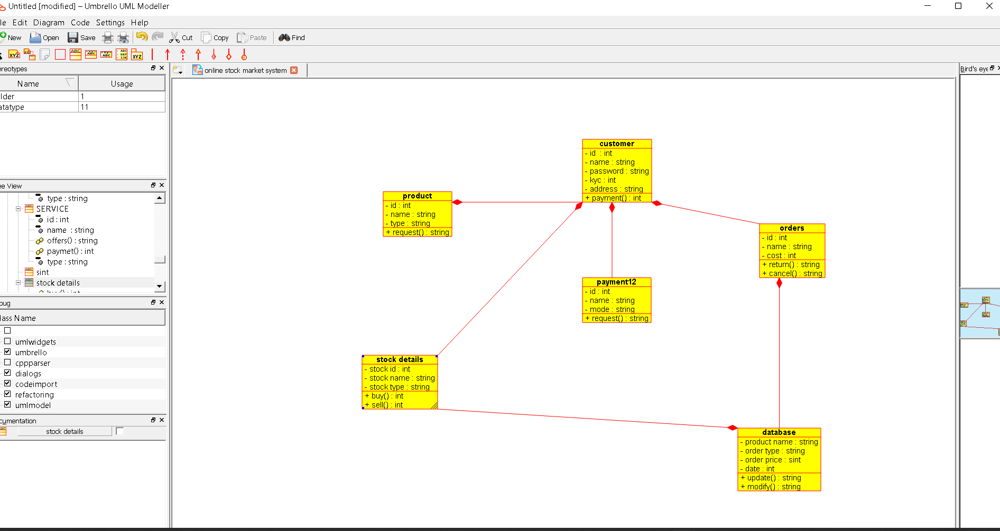 Untitled [modified] – Umbrello UML Modeller
le Edit Diagram Code Settings Help
New Open Save Cut Copy Paste Find
ereotypes
Name Usage
lder 1
atatype 11
ee View
type : string
SERVICE
id : int
name : string
offers() : string
paymet() : int
type : string
sint
stock details
buy() : int
bug
lass Name
umlwidgets
umbrello
cppparser
dialogs
codeimport
refactoring
umlmodel
cumentation
stock details
online stock market system
customer
- id : int
- name : string
- password : string
- kyc : int
- address : string
+ payment() : int
product
- id : int
- name : string
- type : string
+ request() : string
orders
- id : int
- name : string
- cost : int
+ return() : string
+ cancel() : string
payment12
- id : int
- name : string
- mode : string
+ request() : string
stock details
- stock id : int
- stock name : string
- stock type : string
+ buy() : int
+ sell() : int
database
- product name : string
- order type : string
- order price : sint
- date : int
+ update() : string
+ modify() : string
Bird's eye